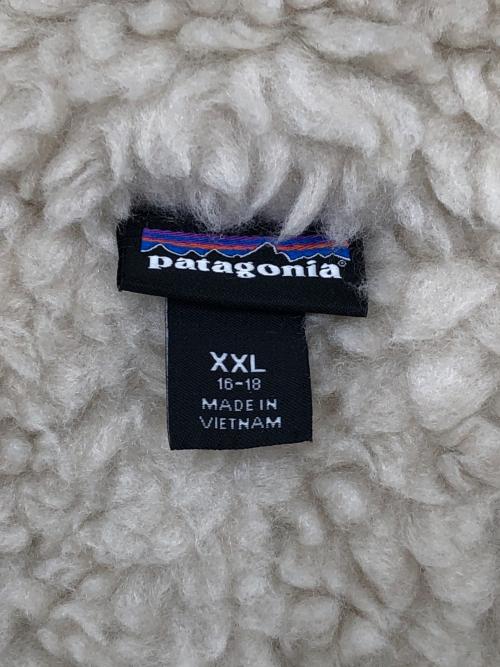 patagonia®
XXL
16-18
MADE IN
VIETNAM